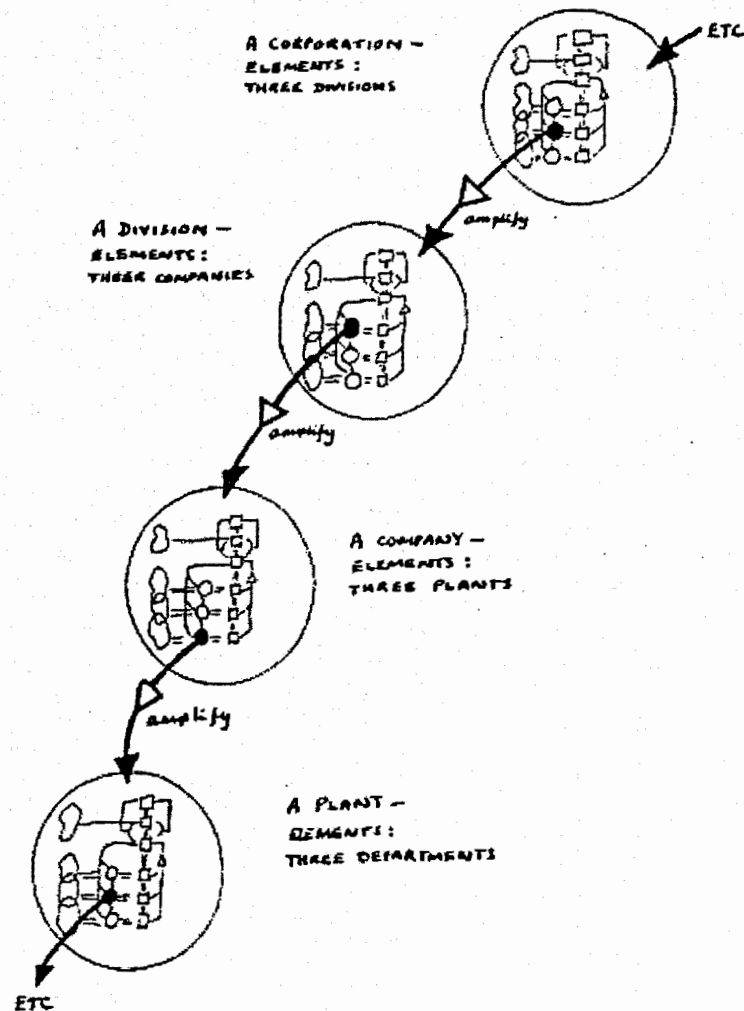 A CORPORATION —
ELEMENTS :
THREE DIVISIONS
ETC
amplify
A DIVISION —
ELEMENTS :
THREE COMPANIES
amplify
A COMPANY —
ELEMENTS :
THREE PLANTS
amplify
A PLANT —
ELEMENTS :
THREE DEPARTMENTS
ETC